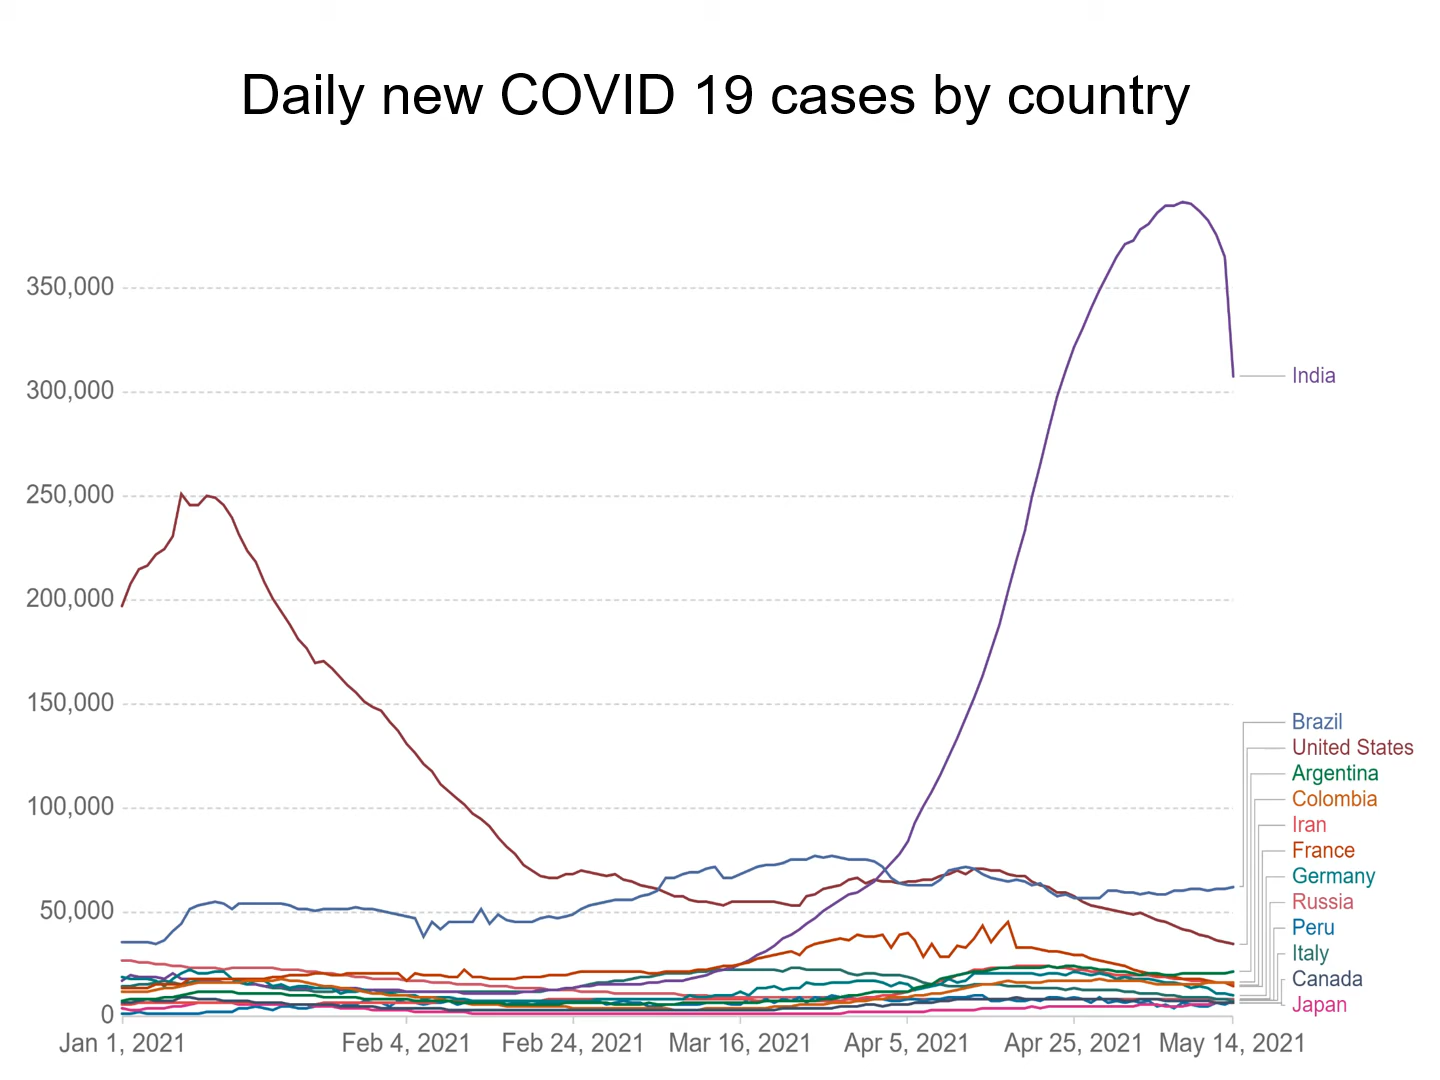 Daily new COVID 19 cases by country
350,000
300,000
India
250,000
200,000
150,000
Brazil
United States
Argentina
100,000
Colombia
Iran
France
Germany
50,000
Russia
Peru
Italy
Canada
0
Japan
Jan 1, 2021 Feb 4, 2021 Feb 24, 2021 Mar 16, 2021 Apr 5, 2021 Apr 25, 2021 May 14, 2021